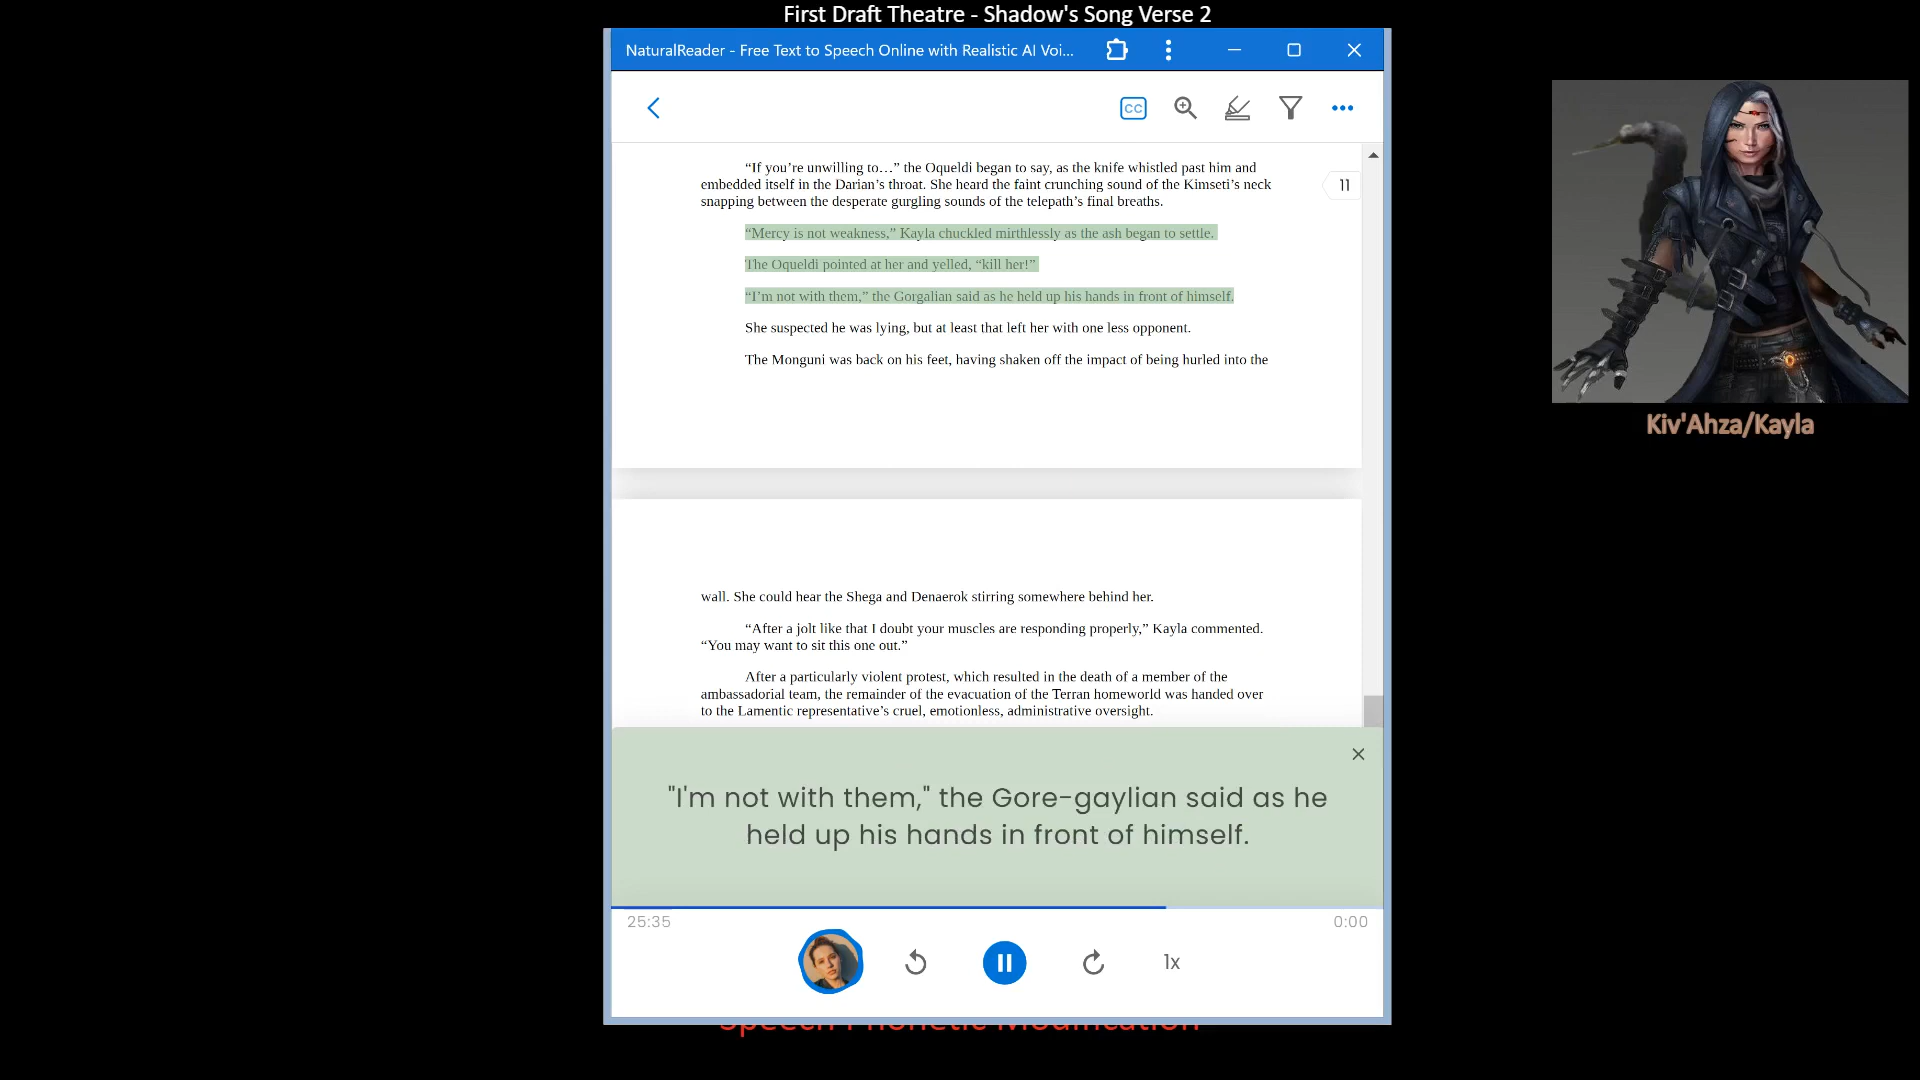 First Draft Theatre - Shadow's Song Verse 2
NaturalReader - Free Text to Speech Online with Realistic AI Voi...
CC
“If you’re unwilling to…” the Oqueldi began to say, as the knife whistled past him and
embedded itself in the Darian’s throat. She heard the faint crunching sound of the Kimseti’s neck
snapping between the desperate gurgling sounds of the telepath’s final breaths.
11
“Mercy is not weakness,” Kayla chuckled mirthlessly as the ash began to settle.
The Oqueldi pointed at her and yelled, “kill her!”
“I’m not with them,” the Gorgalian said as he held up his hands in front of himself.
She suspected he was lying, but at least that left her with one less opponent.
The Monguni was back on his feet, having shaken off the impact of being hurled into the
wall. She could hear the Shega and Denaerok stirring somewhere behind her.
“After a jolt like that I doubt your muscles are responding properly,” Kayla commented.
“You may want to sit this one out.”
After a particularly violent protest, which resulted in the death of a member of the
ambassadorial team, the remainder of the evacuation of the Terran homeworld was handed over
to the Lamentic representative’s cruel, emotionless, administrative oversight.
"I'm not with them," the Gore-gaylian said as he
held up his hands in front of himself.
25:35
0:00
1x
Speech Phonetic Modification
Kiv'Ahza/Kayla